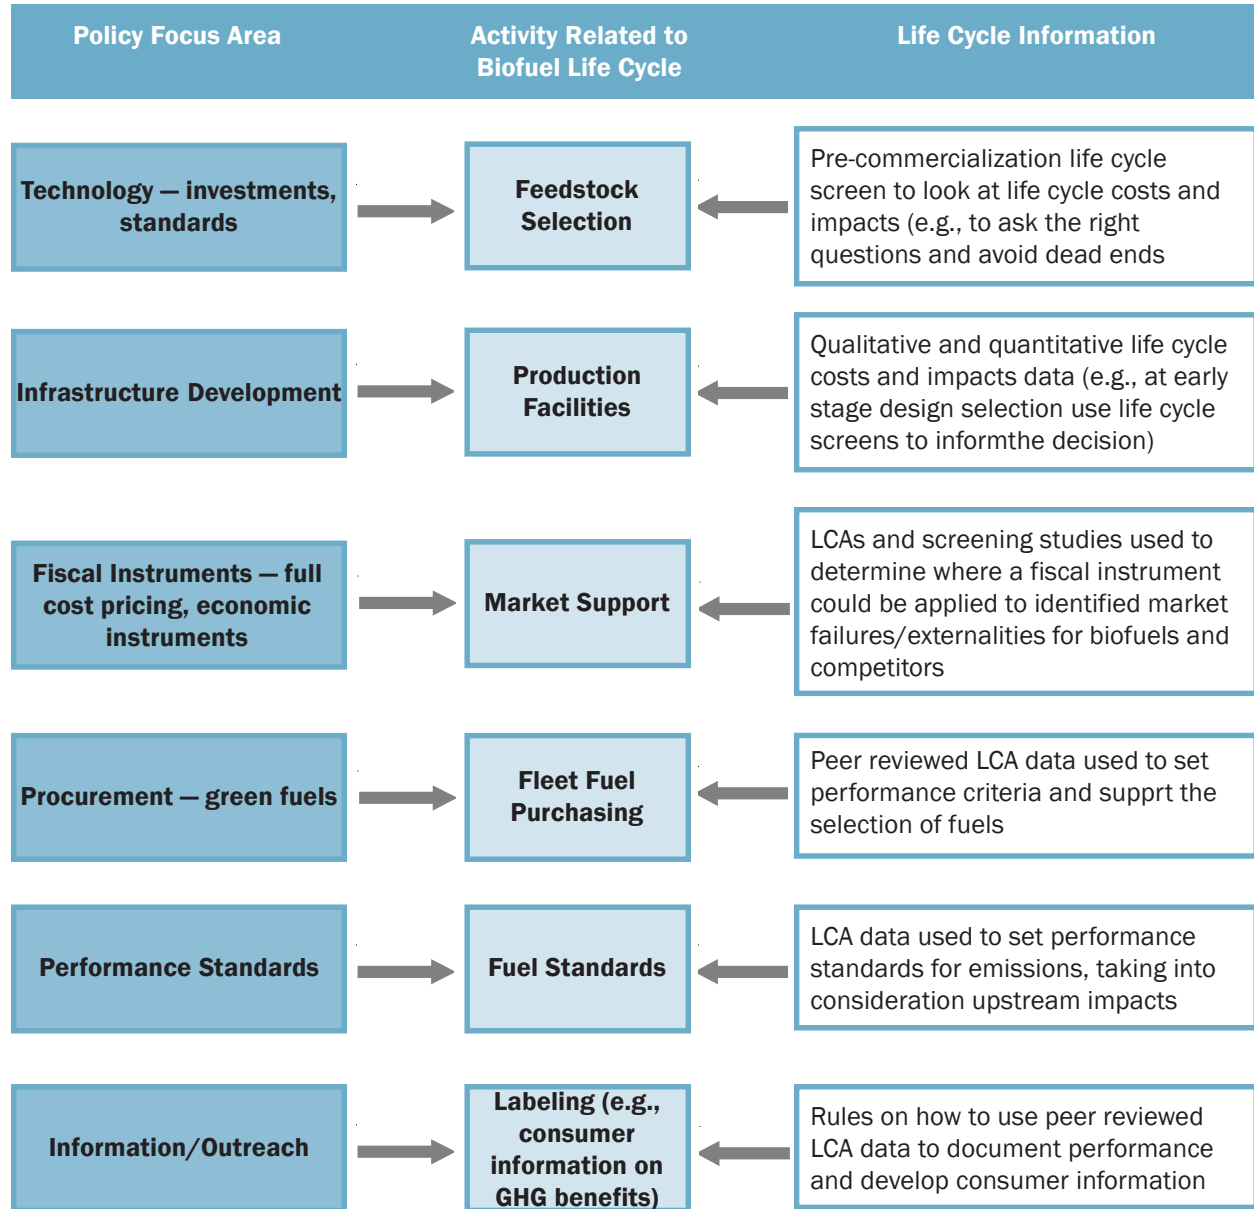 Policy Focus Area
Activity Related to
Biofuel Life Cycle
Life Cycle Information
Technology — investments,
standards
Feedstock
Selection
Pre-commercialization life cycle
screen to look at life cycle costs and
impacts (e.g., to ask the right
questions and avoid dead ends
Infrastructure Development
Production
Facilities
Qualitative and quantitative life cycle
costs and impacts data (e.g., at early
stage design selection use life cycle
screens to informthe decision)
Fiscal Instruments — full
cost pricing, economic
instruments
Market Support
LCAs and screening studies used to
determine where a fiscal instrument
could be applied to identified market
failures/externalities for biofuels and
competitors
Procurement — green fuels
Fleet Fuel
Purchasing
Peer reviewed LCA data used to set
performance criteria and supprt the
selection of fuels
Performance Standards
Fuel Standards
LCA data used to set performance
standards for emissions, taking into
consideration upstream impacts
Information/Outreach
Labeling (e.g.,
consumer
information on
GHG benefits)
Rules on how to use peer reviewed
LCA data to document performance
and develop consumer information